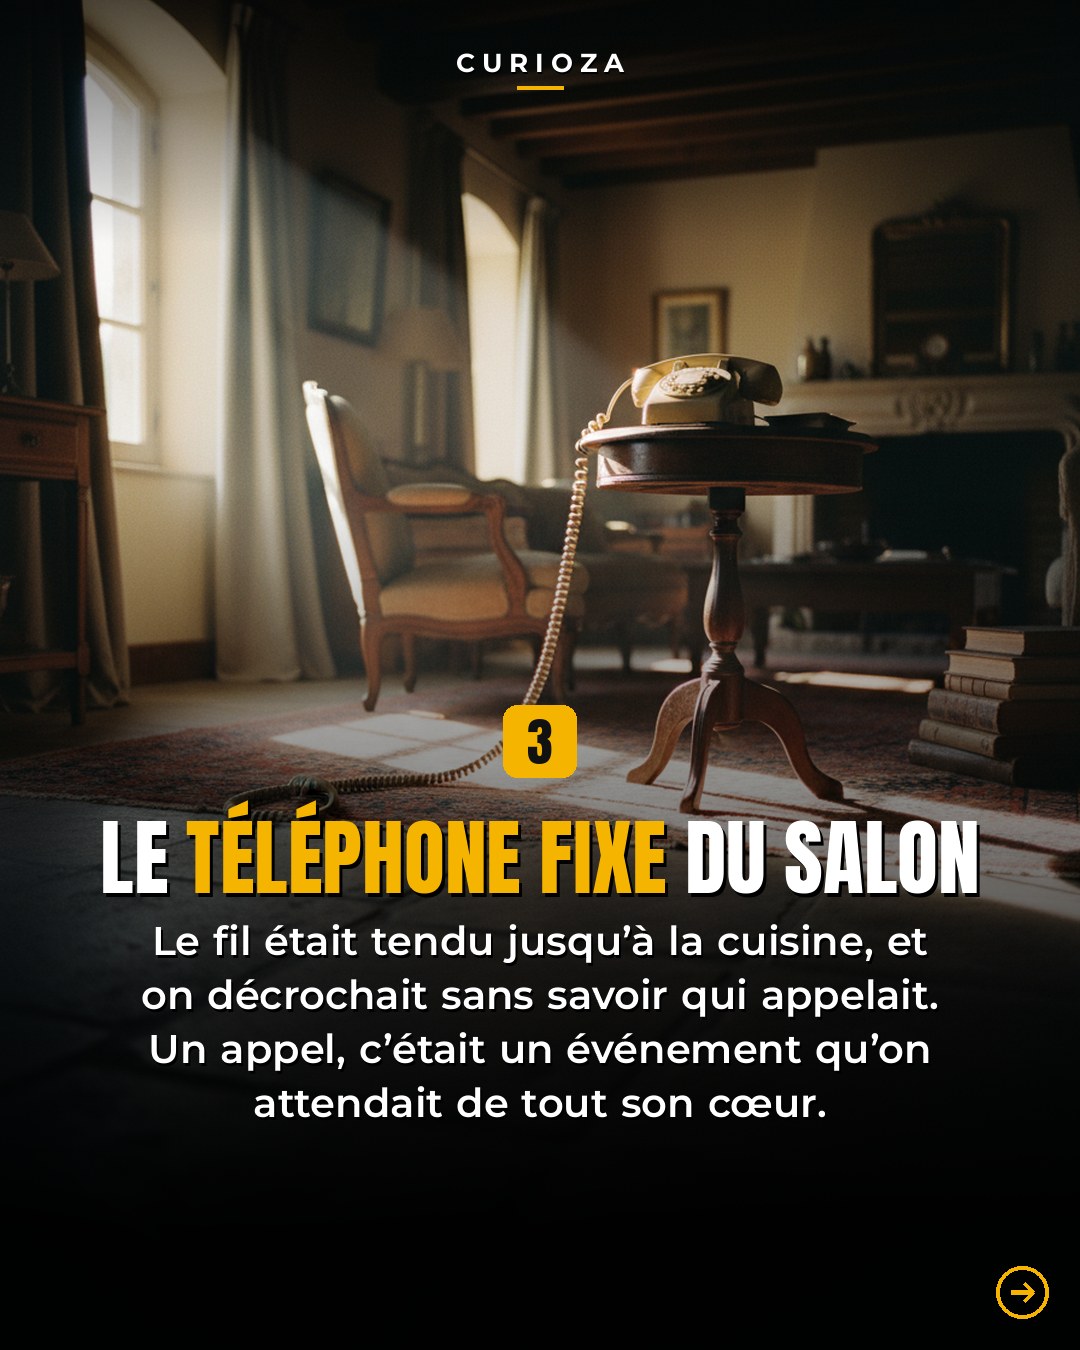 CURIOZA
3
LE TÉLÉPHONE FIXE DU SALON
Le fil était tendu jusqu’à la cuisine, et
on décrochait sans savoir qui appelait.
Un appel, c’était un événement qu’on
attendait de tout son cœur.